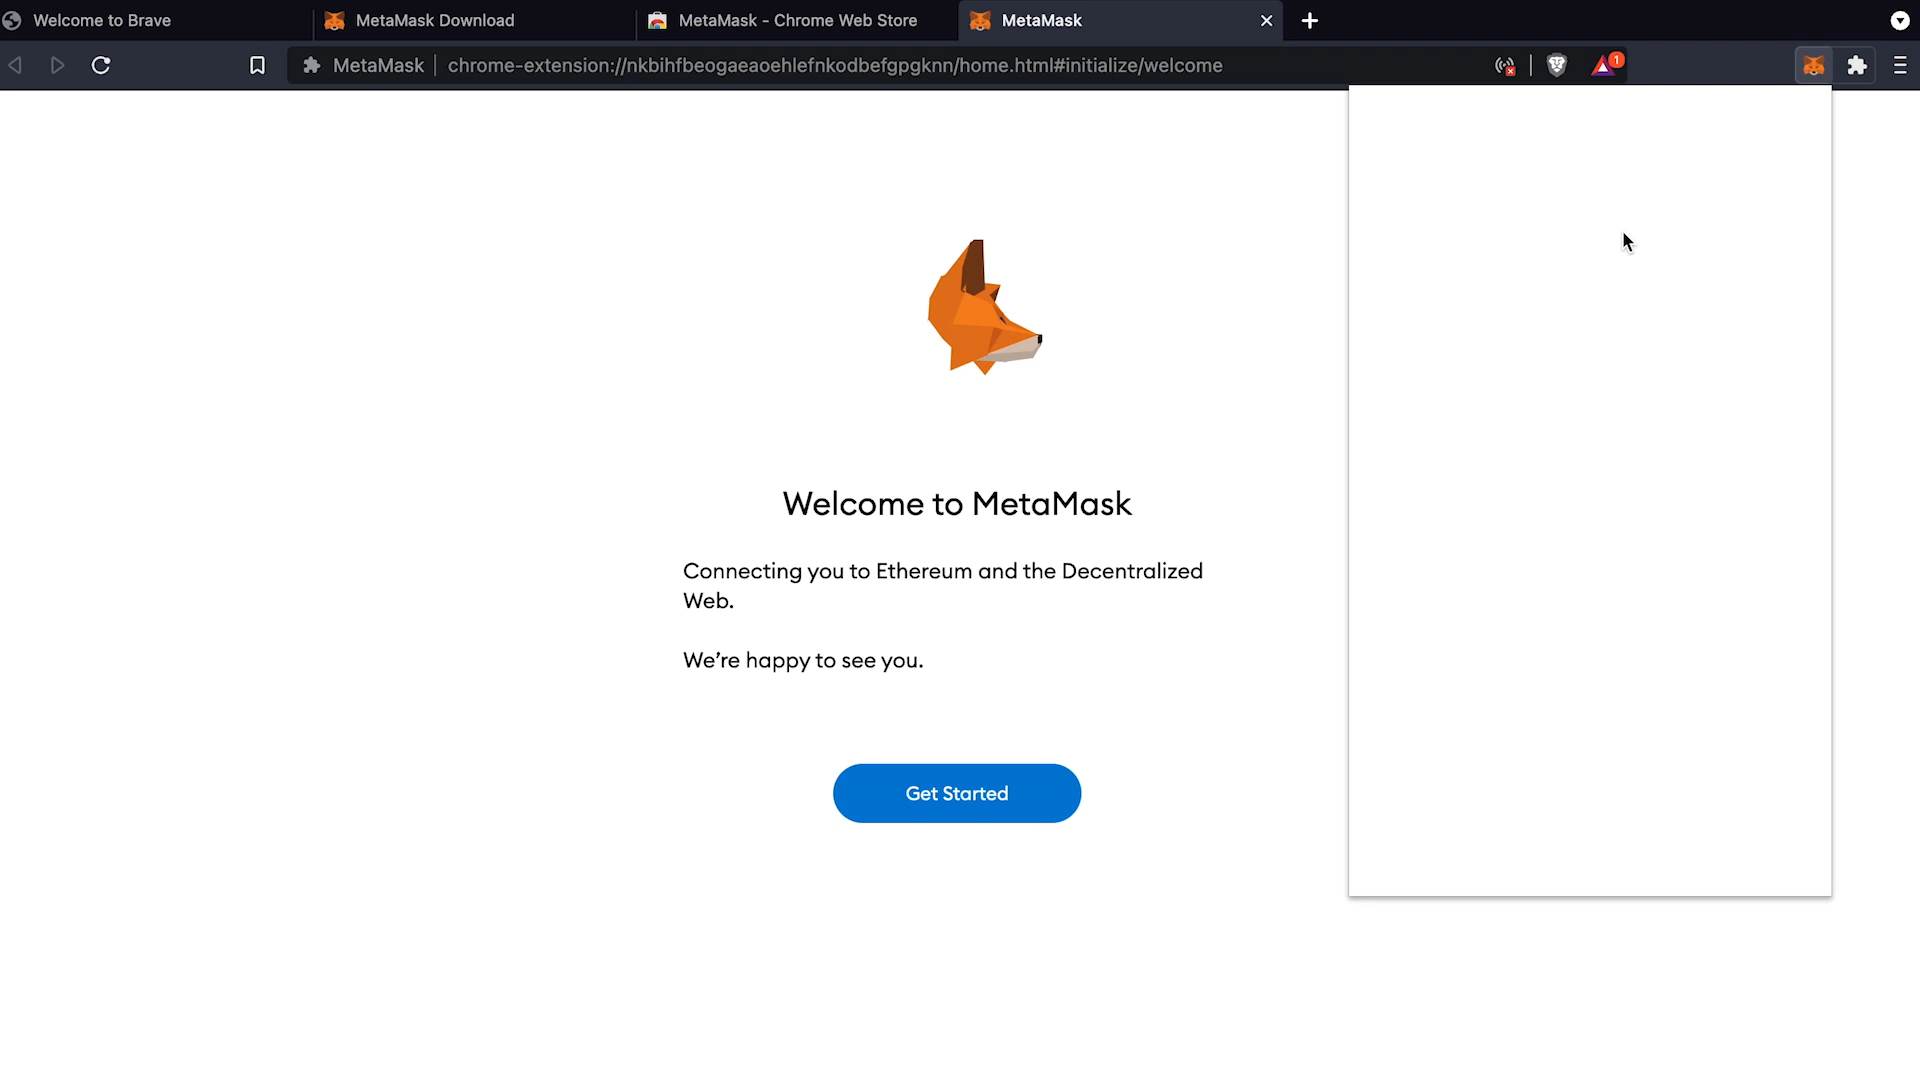 Welcome to Brave
MetaMask Download
MetaMask - Chrome Web Store
MetaMask
MetaMask
chrome-extension://nkbihfbeogaeaoehlefnkodbefgpgknn/home.html#initialize/welcome
1
Welcome to MetaMask
Connecting you to Ethereum and the Decentralized
Web.
We’re happy to see you.
Get Started